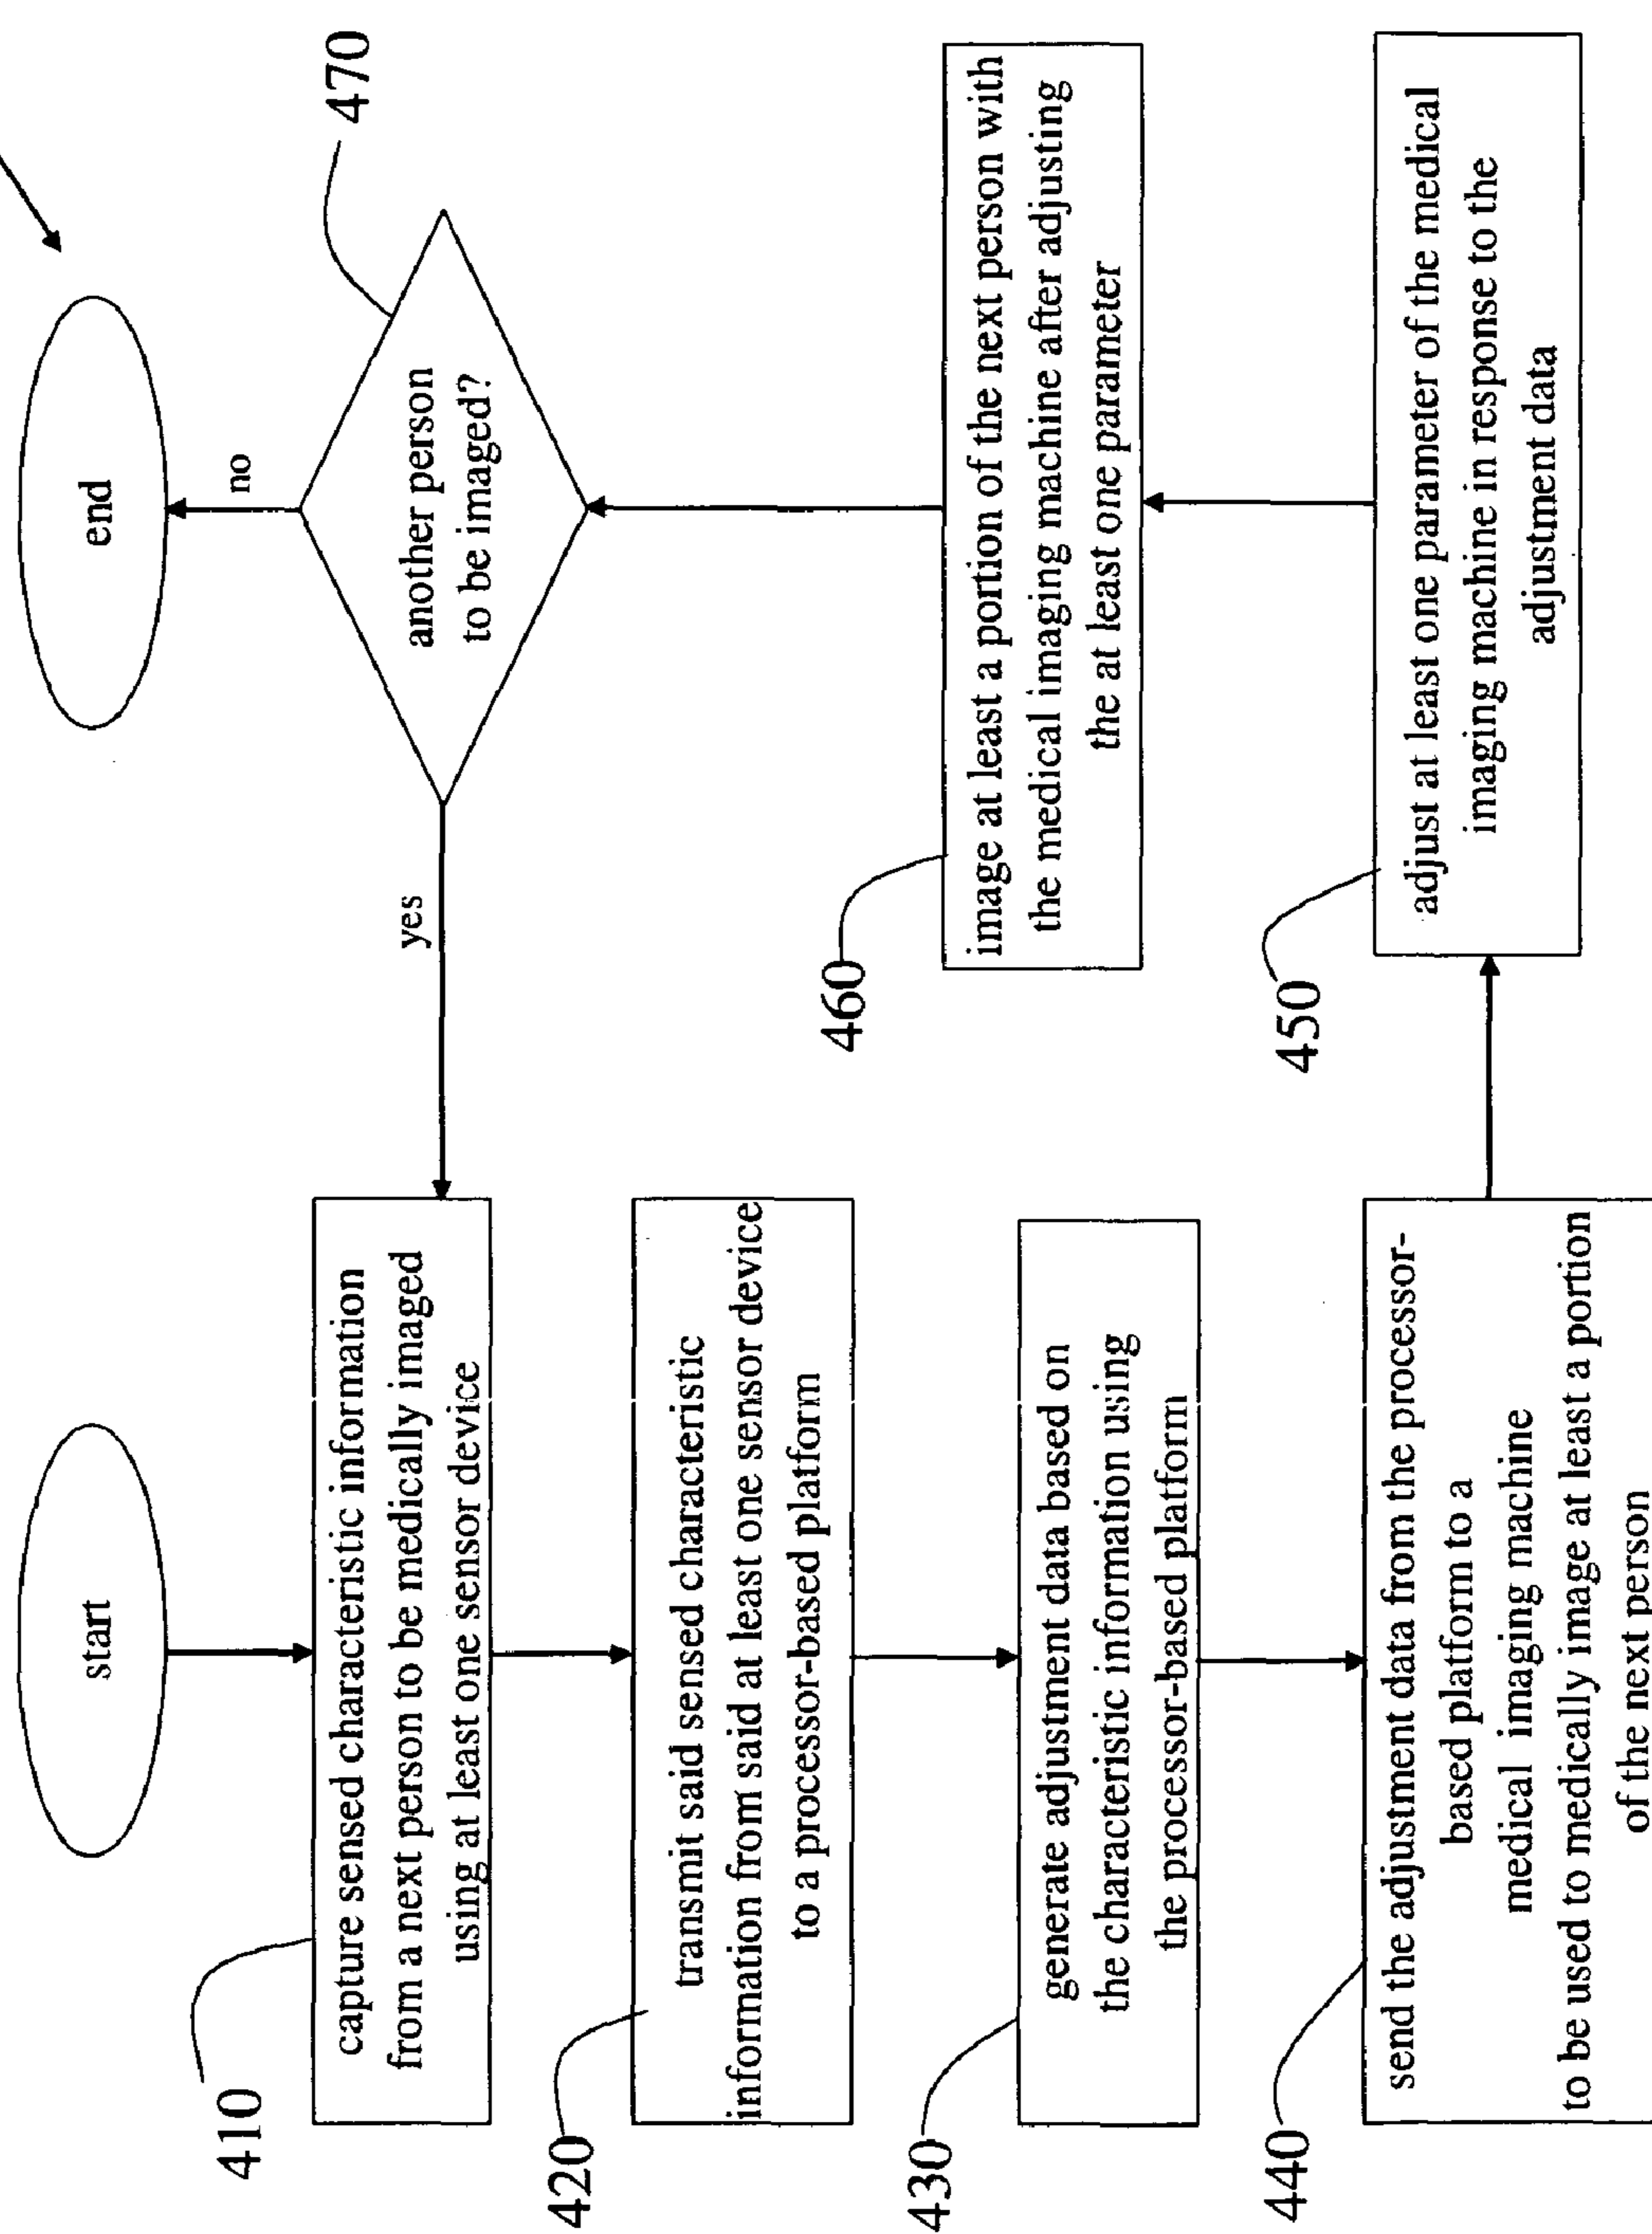 start
410
capture sensed characteristic information
from a next person to be medically imaged
using at least one sensor device
420
transmit said sensed characteristic
information from said at least one sensor device
to a processor-based platform
430
generate adjustment data based on
the characteristic information using
the processor-based platform
440
send the adjustment data from the processor-
based platform to a
medical imaging machine
to be used to medically image at least a portion
of the next person
450
adjust at least one parameter of the medical
imaging machine in response to the
adjustment data
460
image at least a portion of the next person with
the medical imaging machine after adjusting
the at least one parameter
470
another person
to be imaged?
yes
no
end